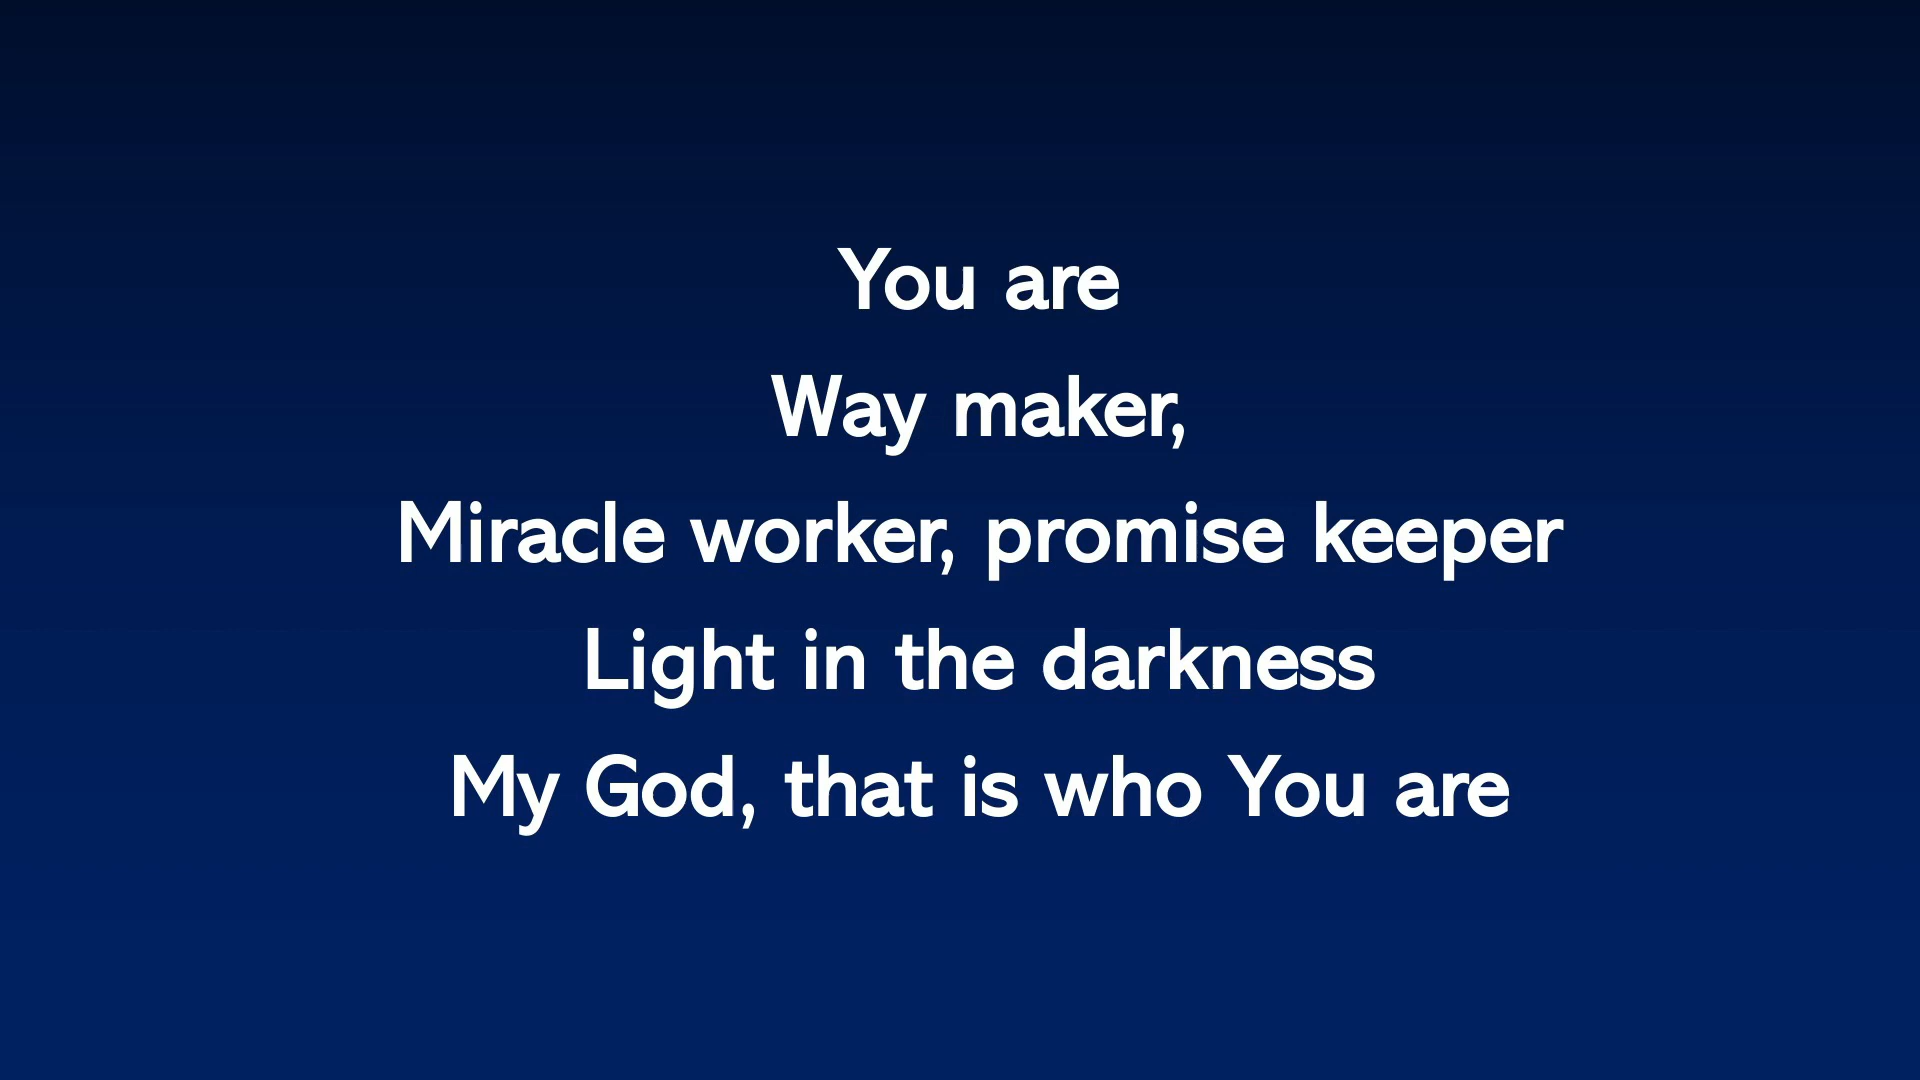 You are
Way maker,
Miracle worker, promise keeper
Light in the darkness
My God, that is who You are